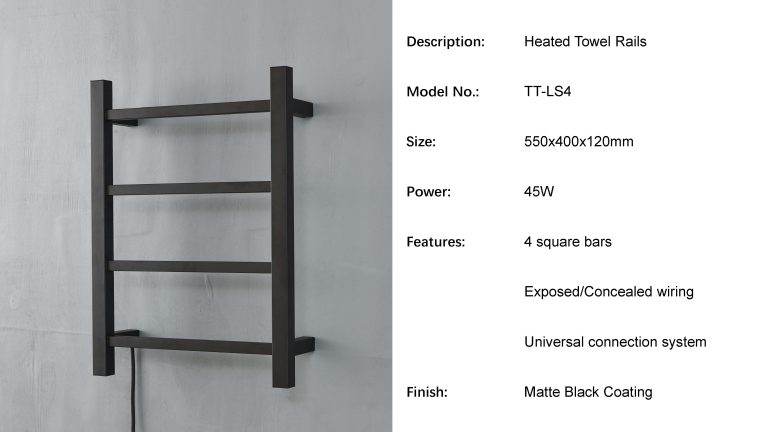 Description: Heated Towel Rails
Model No.: TT-LS4
Size: 550x400x120mm
Power: 45W
Features: 4 square bars
Exposed/Concealed wiring
Universal connection system
Finish: Matte Black Coating